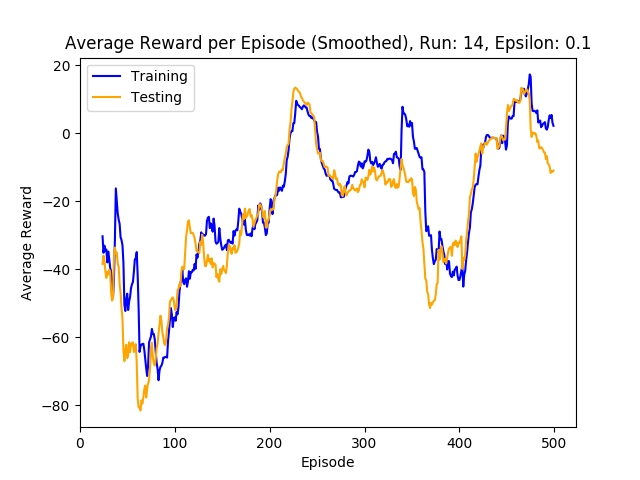 Average Reward per Episode (Smoothed), Run: 14, Epsilon: 0.1
Training
Testing
20
0
−20
−40
−60
−80
Average Reward
0 100 200 300 400 500
Episode